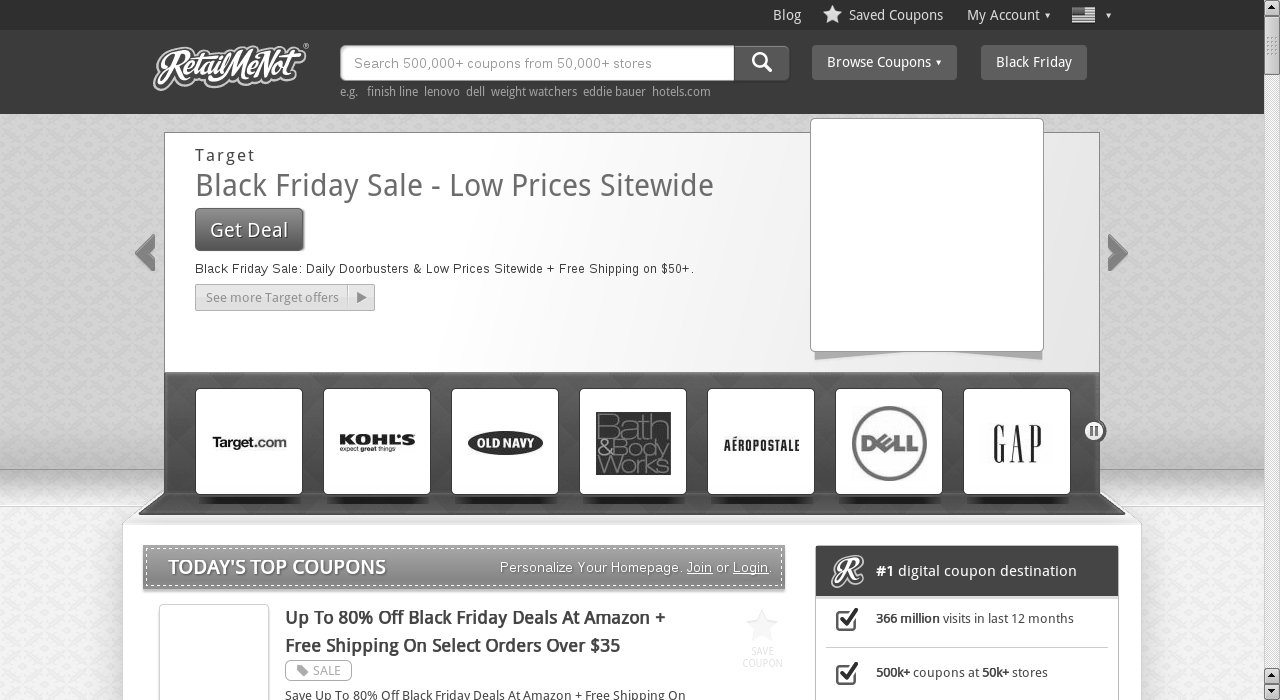 Blog Saved Coupons My Account
RetailMeNot®
Search 500,000+ coupons from 50,000+ stores
Browse Coupons
Black Friday
e.g. finish line lenovo dell weight watchers eddie bauer hotels.com
Target
Black Friday Sale - Low Prices Sitewide
Get Deal
Black Friday Sale: Daily Doorbusters & Low Prices Sitewide + Free Shipping on $50+.
See more Target offers
Target.com
KOHL'S
expect great things
OLD NAVY
Bath
& Body
Works
AÉROPOSTALE
DELL
GAP
TODAY'S TOP COUPONS
Personalize Your Homepage. Join or Login.
#1 digital coupon destination
Up To 80% Off Black Friday Deals At Amazon +
Free Shipping On Select Orders Over $35
SALE
Save Up To 80% Off Black Friday Deals At Amazon + Free Shipping On
SAVE
COUPON
366 million visits in last 12 months
500k+ coupons at 50k+ stores